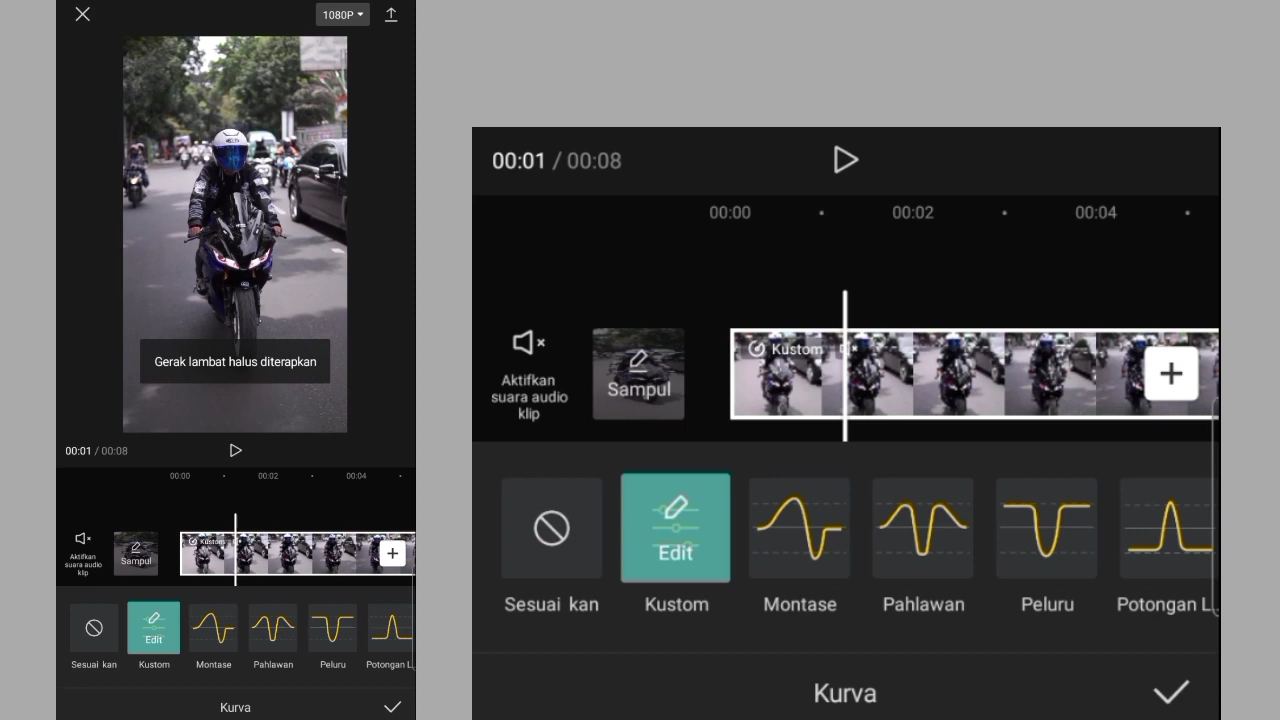 1080P
Gerak lambat halus diterapkan
00:01 / 00:08
00:00 00:02 00:04
Kustom
Aktifkan
suara audio
klip
Sampul
Edit
Sesuai kan Kustom Montase Pahlawan Peluru Potongan L..
Kurva
00:01 / 00:08
00:00 00:02 00:04
Kustom
Aktifkan
suara audio
klip
Sampul
Edit
Sesuai kan Kustom Montase Pahlawan Peluru Potongan L..
Kurva